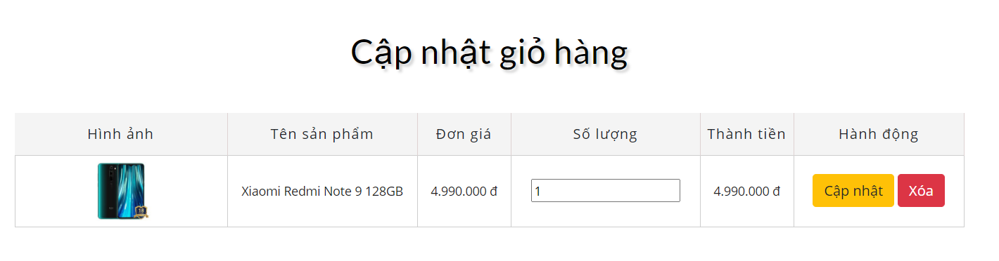 Cập nhật giỏ hàng
Hình ảnh Tên sản phẩm Đơn giá Số lượng Thành tiền Hành động
18
Xiaomi Redmi Note 9 128GB 4.990.000 đ 1 4.990.000 đ Cập nhật Xóa